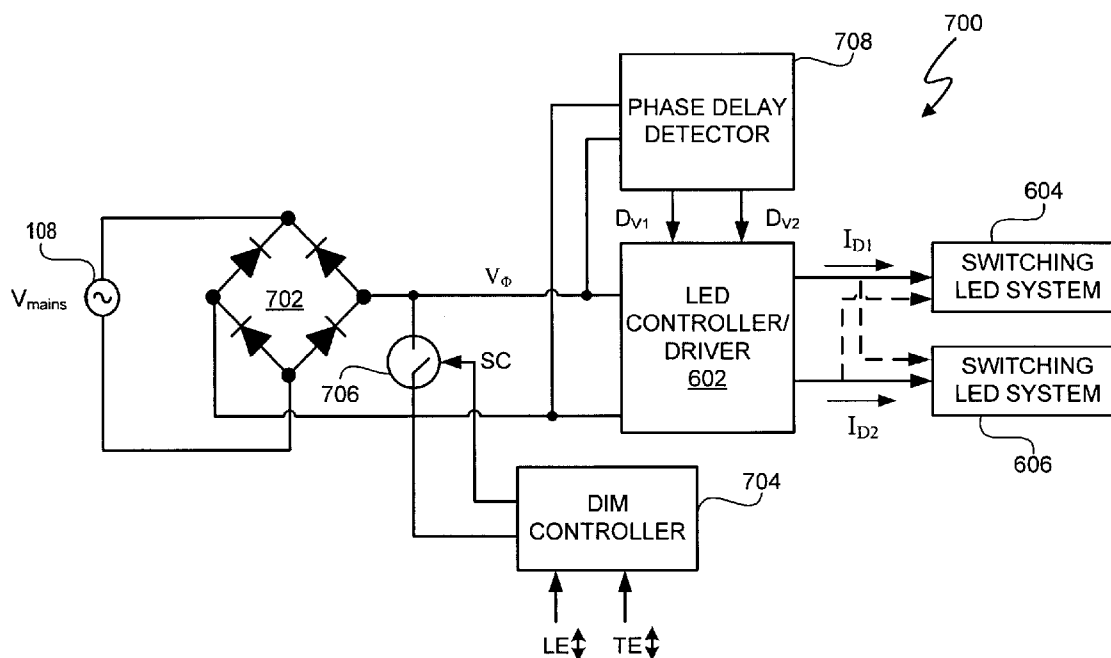 700
708
PHASE DELAY
DETECTOR
108
Vmains
702
VΦ
DV1
DV2
LED
CONTROLLER/
DRIVER
602
ID1
604
SWITCHING
LED SYSTEM
706
SC
SWITCHING
LED SYSTEM
ID2
606
704
DIM
CONTROLLER
LE
TE